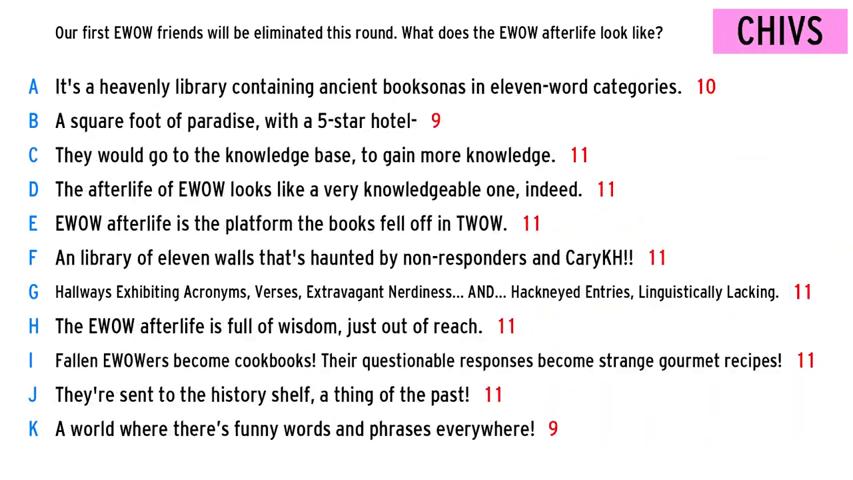 Our first EWOW friends will be eliminated this round. What does the EWOW afterlife look like?
CHIVS
A It's a heavenly library containing ancient booksonas in eleven-word categories. 10
B A square foot of paradise, with a 5-star hotel- 9
C They would go to the knowledge base, to gain more knowledge. 11
D The afterlife of EWOW looks like a very knowledgeable one, indeed. 11
E EWOW afterlife is the platform the books fell off in TWOW. 11
F An library of eleven walls that's haunted by non-responders and CaryKH!! 11
G Hallways Exhibiting Acronyms, Verses, Extravagant Nerdiness... AND... Hackneyed Entries, Linguistically Lacking. 11
H The EWOW afterlife is full of wisdom, just out of reach. 11
I Fallen EWOWers become cookbooks! Their questionable responses become strange gourmet recipes! 11
J They're sent to the history shelf, a thing of the past! 11
K A world where there's funny words and phrases everywhere! 9